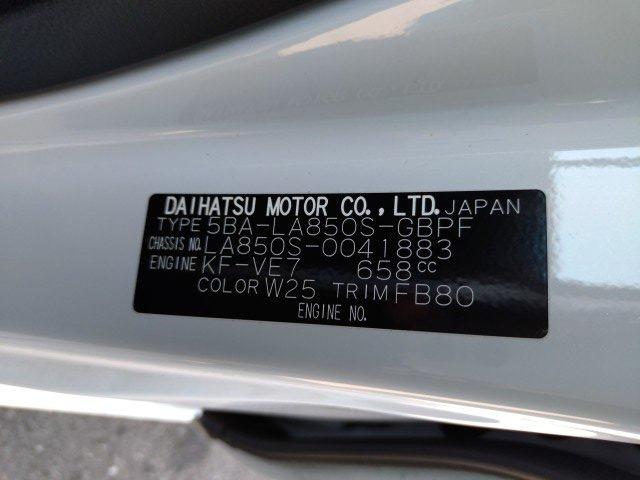 DAIHATSU MOTOR CO.,LTD. JAPAN
TYPE 5BA-LA850S-GBPF
CHASSIS NO. LA850S-0041883
ENGINE KF-VE7 658cc
COLOR W25 TRIM FB80
ENGINE NO.